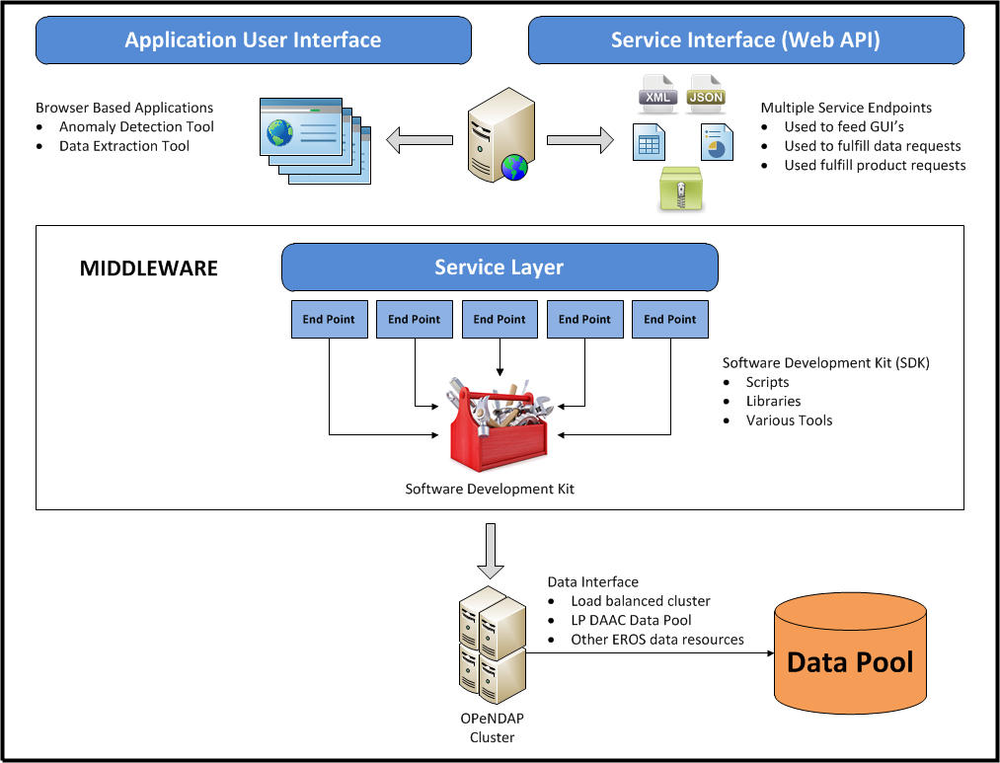 Application User Interface
Service Interface (Web API)
Browser Based Applications
• Anomaly Detection Tool
• Data Extraction Tool
XML
JSON
Multiple Service Endpoints
• Used to feed GUI's
• Used to fulfill data requests
• Used fulfill product requests
MIDDLEWARE
Service Layer
End Point
End Point
End Point
End Point
End Point
Software Development Kit (SDK)
• Scripts
• Libraries
• Various Tools
Software Development Kit
Data Interface
• Load balanced cluster
• LP DAAC Data Pool
• Other EROS data resources
Data Pool
OPeNDAP
Cluster